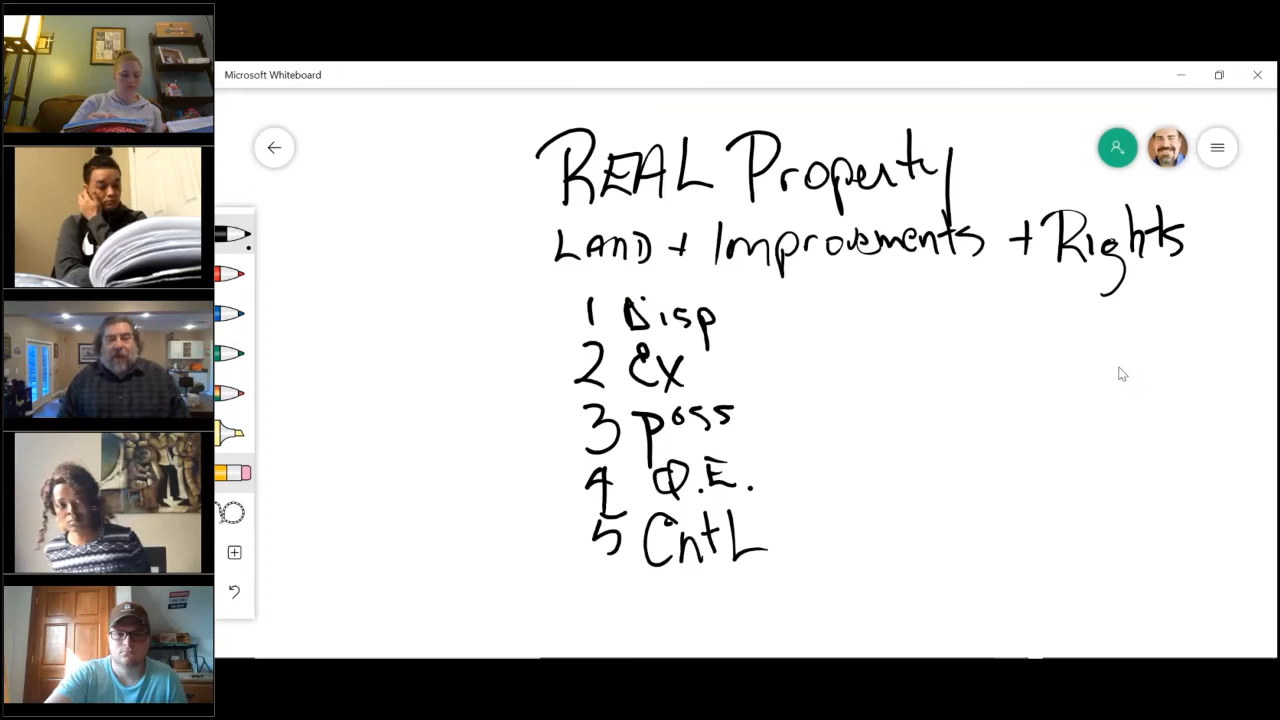 Microsoft Whiteboard
REAL Property
LAND + Improvements + Rights
1 Disp
2 Ex
3 poss
4 Q.E.
5 CntL